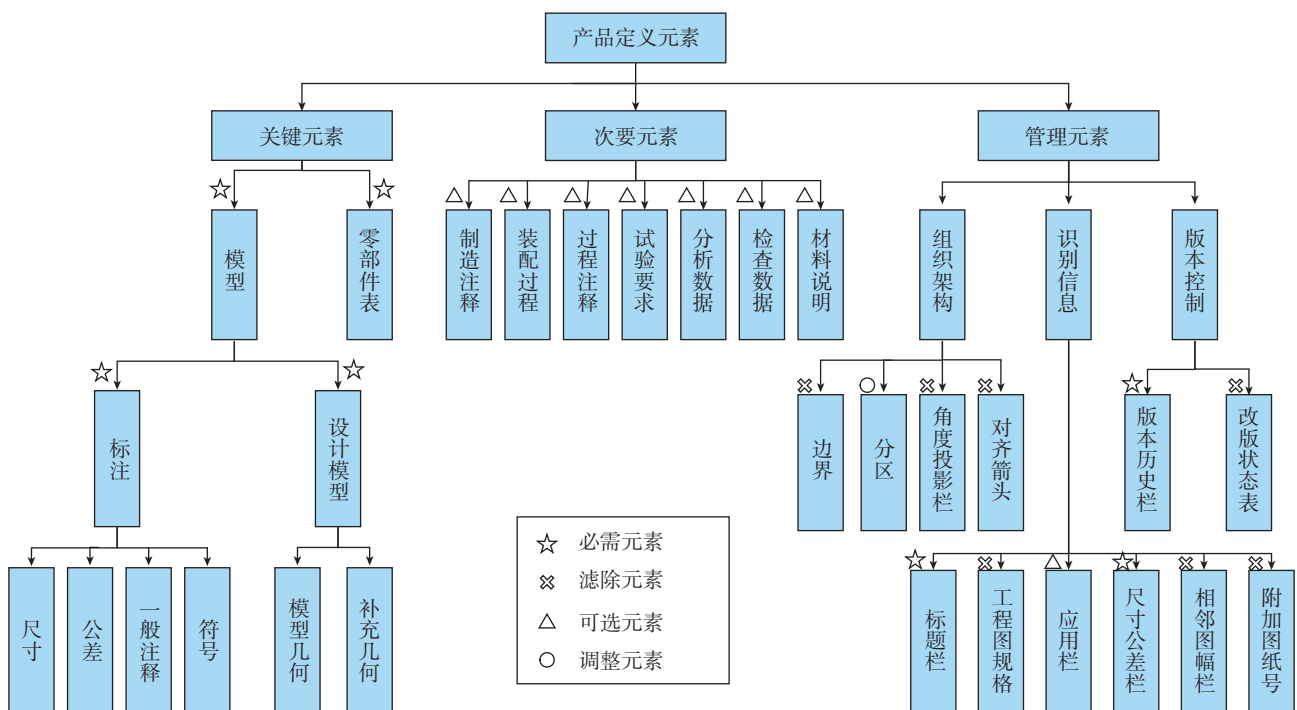 产品定义元素
关键元素
次要元素
管理元素
模型
零部件表
制造注释
装配过程
过程注释
试验要求
分析数据
检查数据
材料说明
组织架构
识别信息
版本控制
标注
设计模型
边界
分区
角度投影栏
对齐箭头
版本历史栏
改版状态表
尺寸
公差
一般注释
符号
模型几何
补充几何
必需元素
滤除元素
可选元素
调整元素
标题栏
工程图规格
应用栏
尺寸公差栏
相邻图幅栏
附加图纸号